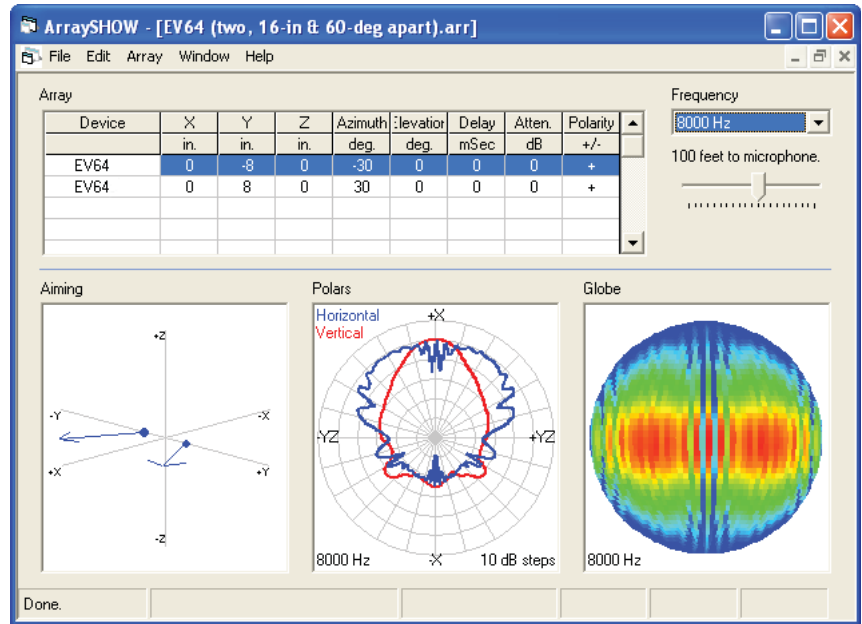 ArraySHOW - [EV64 (two, 16-in & 60-deg apart).arr]
File Edit Array Window Help
Array
Frequency
Device X Y Z Azimuth Elevation Delay Atten. Polarity
in. in. in. deg. deg. mSec dB +/-
EV64 0 -8 0 -30 0 0 0 +
EV64 0 8 0 30 0 0 0 +
8000 Hz
100 feet to microphone.
Aiming
Polars
Globe
+Z
-Y
-X
+X
+Y
-Z
Horizontal
Vertical
+X
-YZ
+YZ
8000 Hz
-X
10 dB steps
8000 Hz
Done.